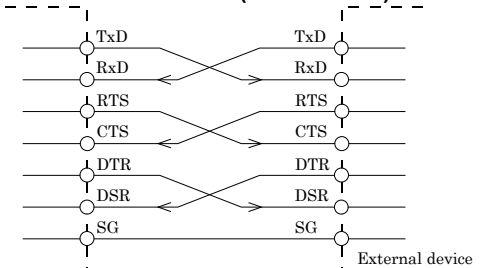 TxD TxD
RxD RxD
RTS RTS
CTS CTS
DTR DTR
DSR DSR
SG SG
External device